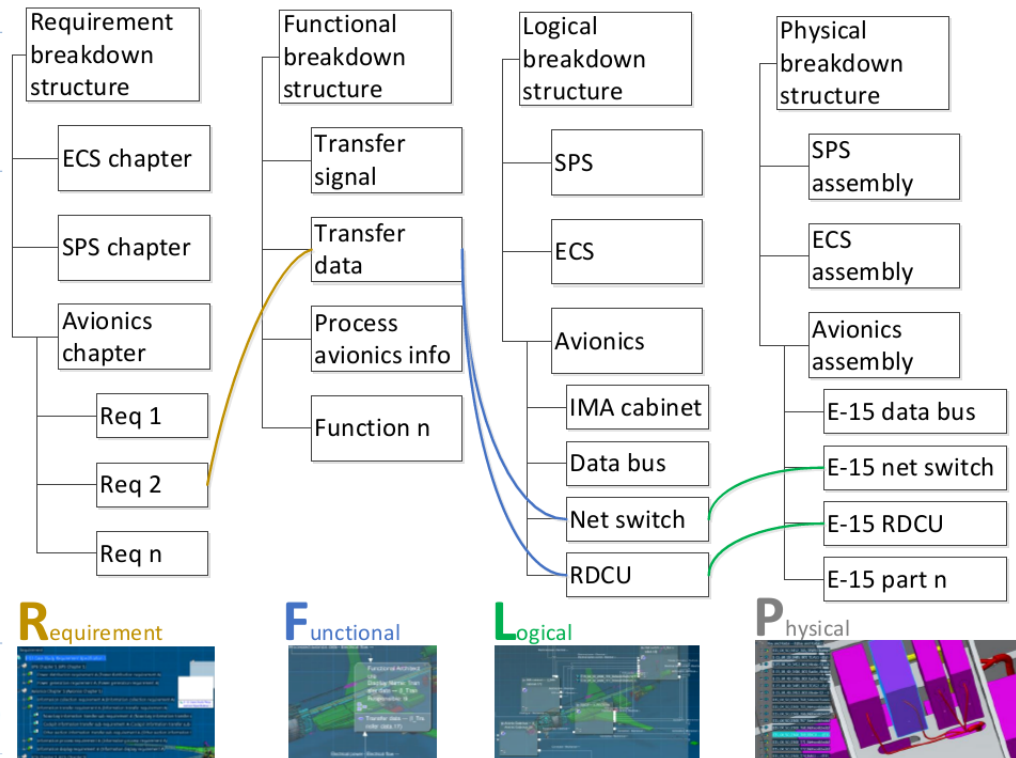 Requirement
breakdown
structure
ECS chapter
SPS chapter
Avionics
chapter
Req 1
Req 2
Req n
Functional
breakdown
structure
Transfer
signal
Transfer
data
Process
avionics info
Function n
Logical
breakdown
structure
SPS
ECS
Avionics
IMA cabinet
Data bus
Net switch
RDCU
Physical
breakdown
structure
SPS
assembly
ECS
assembly
Avionics
assembly
E-15 data bus
E-15 net switch
E-15 RDCU
E-15 part n
Requirement
Functional
Logical
Physical
Functional Architect